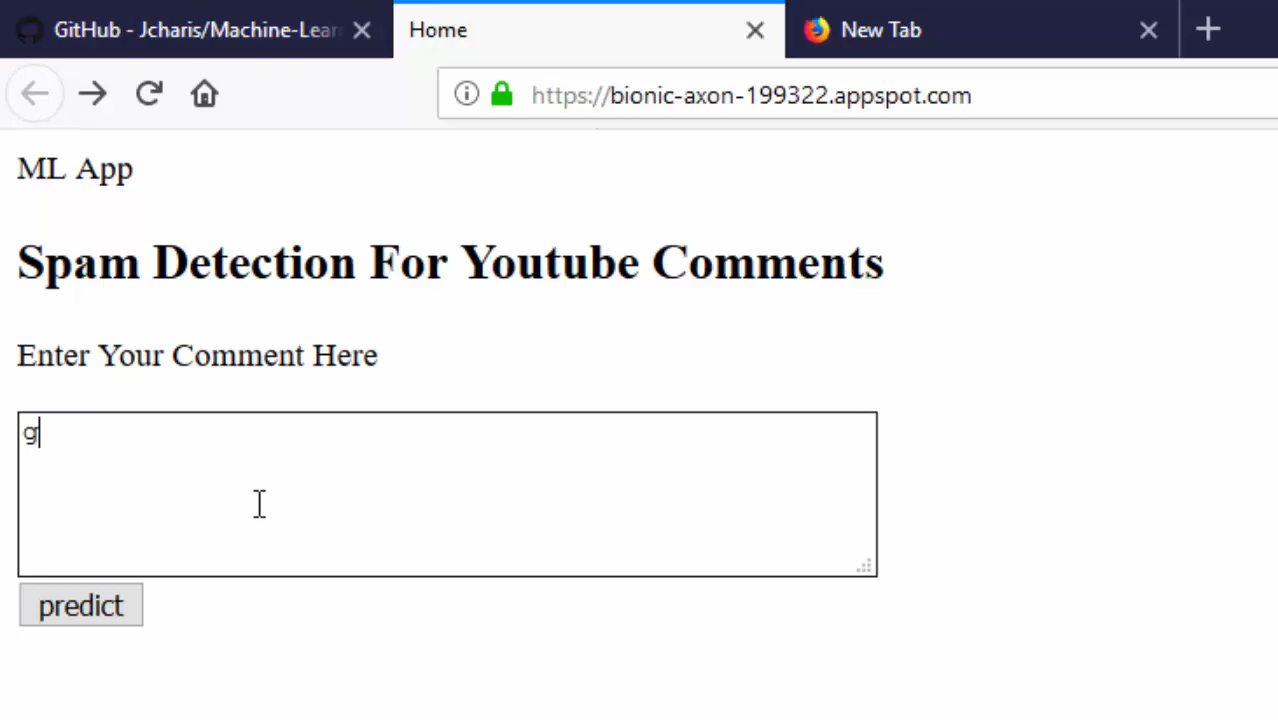 GitHub - Jcharis/Machine-Lear
Home
New Tab
https://bionic-axon-199322.appspot.com
ML App
Spam Detection For Youtube Comments
Enter Your Comment Here
g
predict